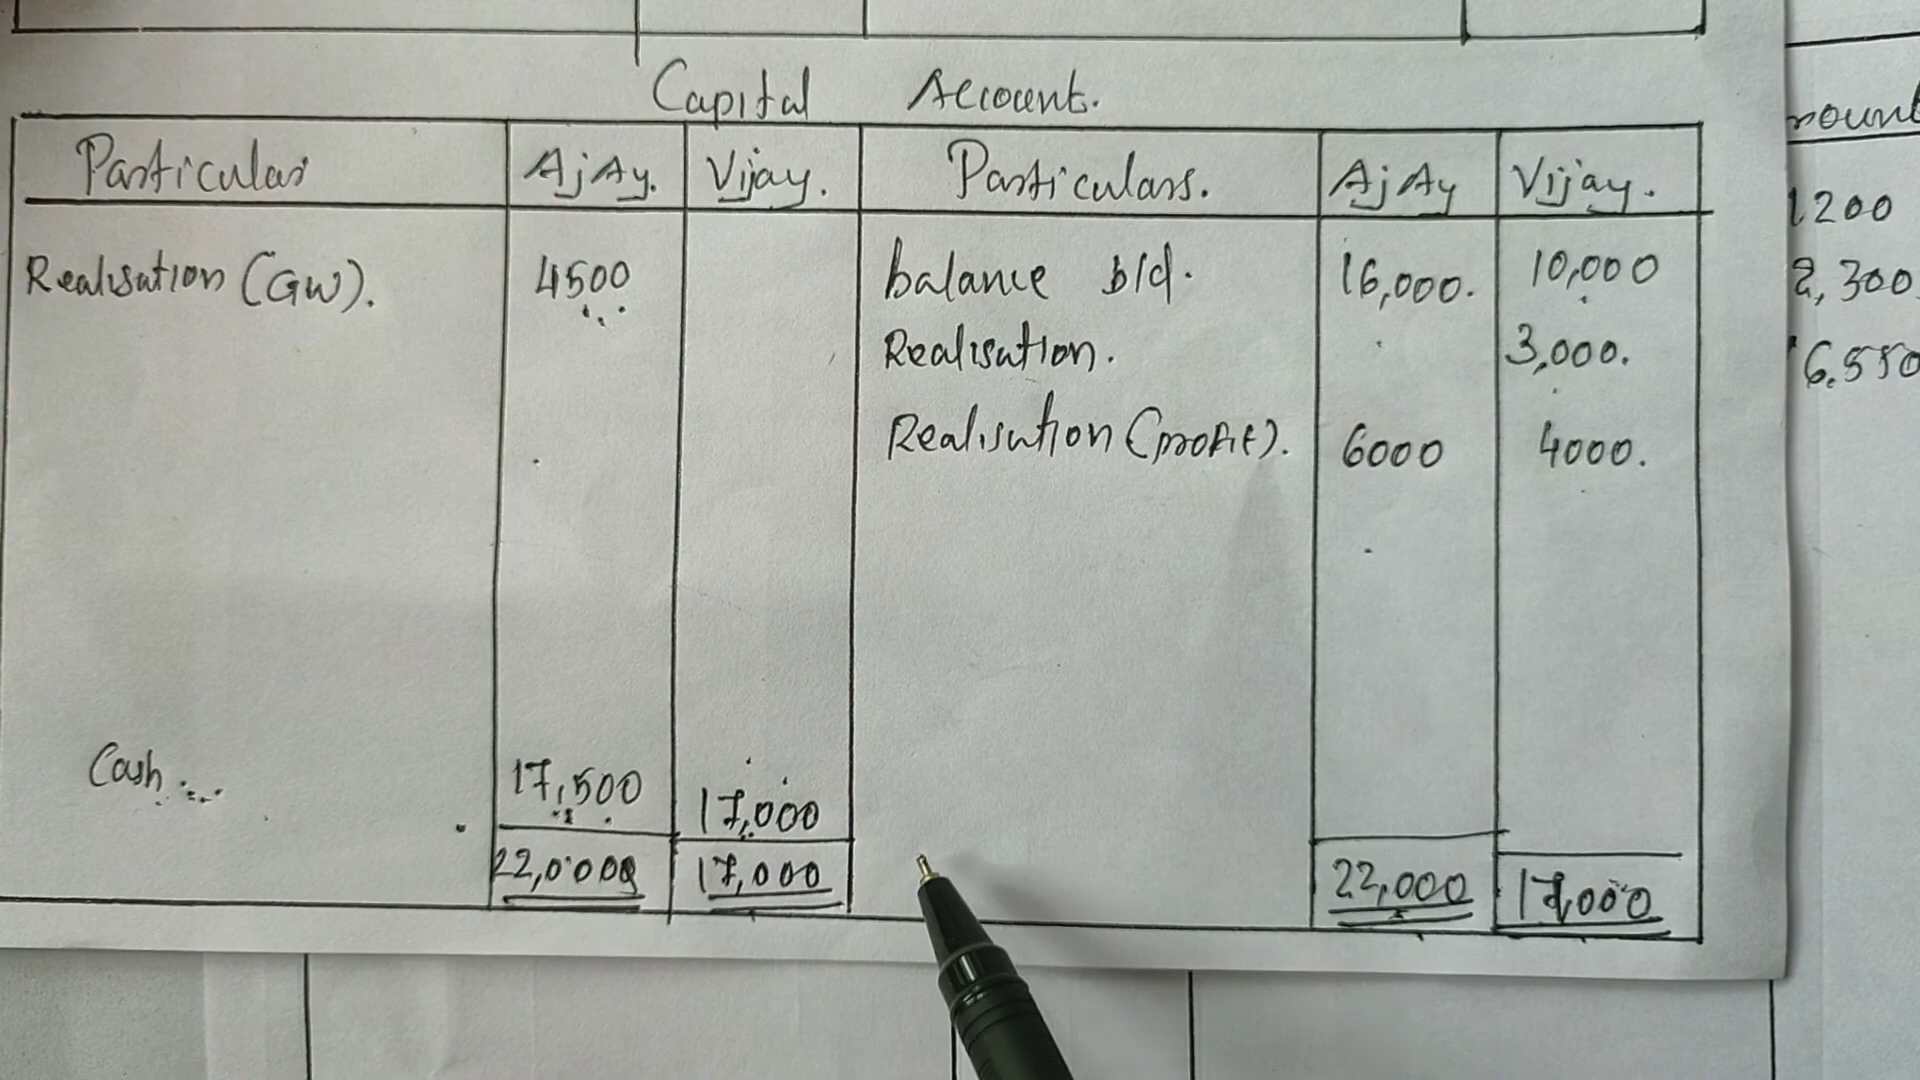 Capital Account.
Particular AjAy. Vijay. Particulars. AjAy Vijay.
Realisation (GW). 4500 balance b/d. 16,000. 10,000
Realisation. 3,000.
Realisation (profit). 6000 4000.
Cash 17,500 17,000
22,000 17,000 22,000 17,000
1200
2,300
6.550